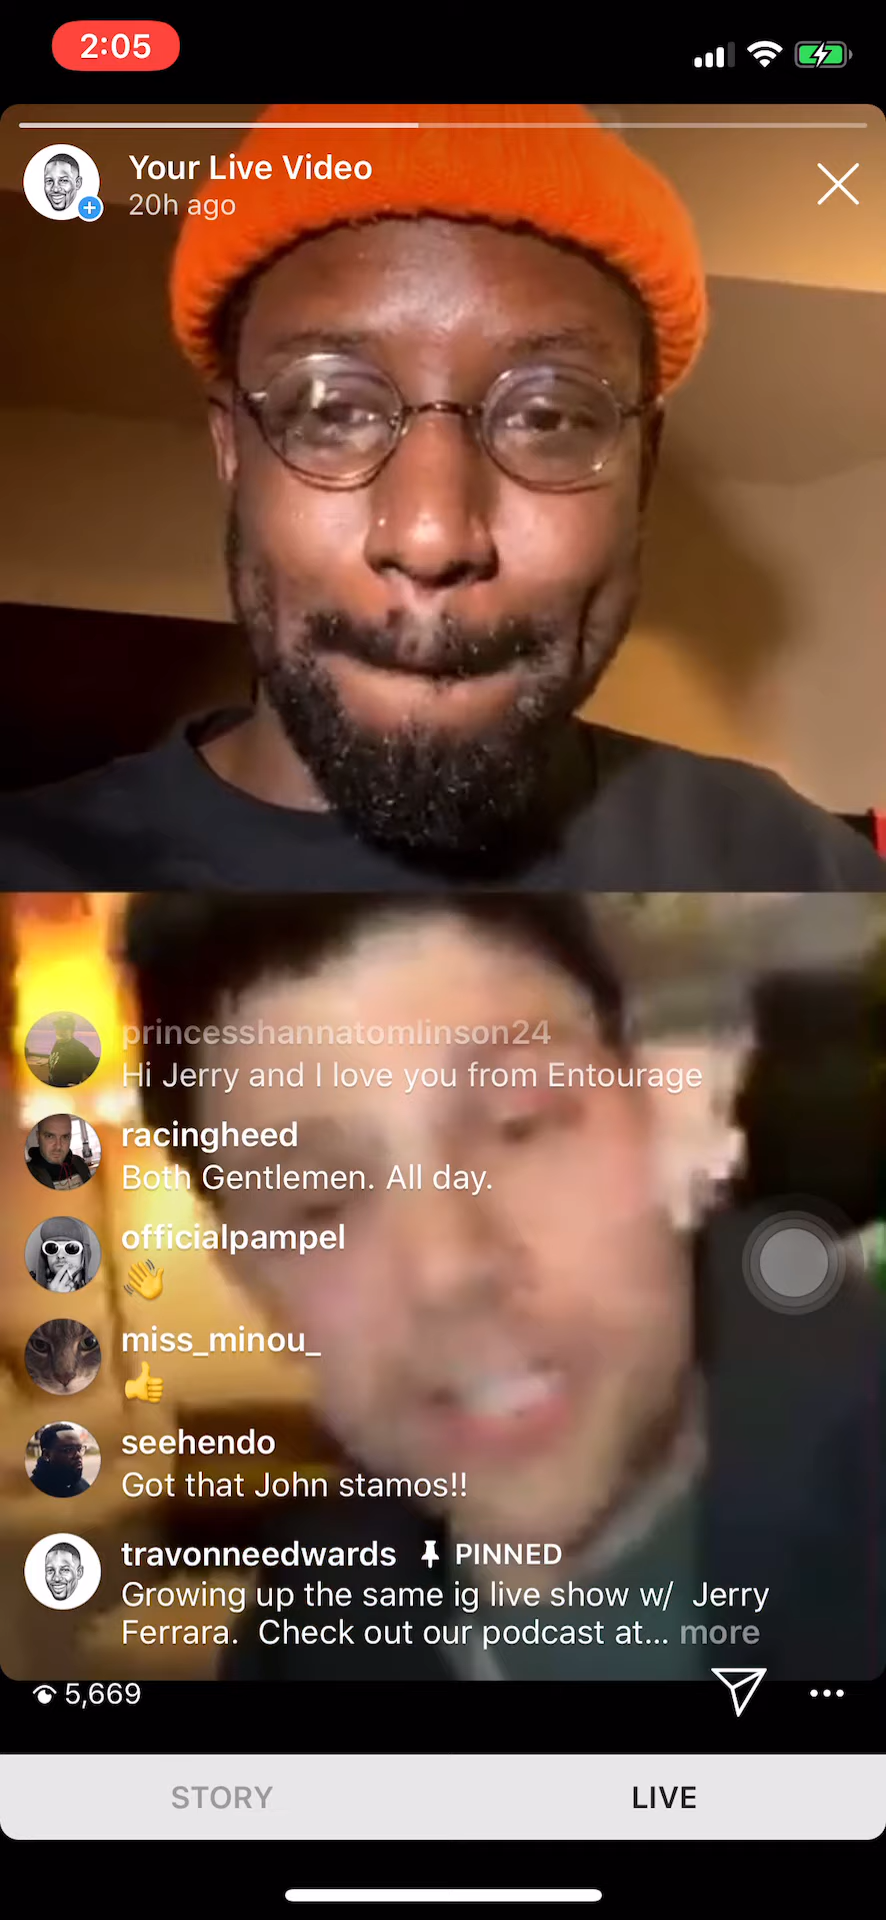 2:05
Your Live Video
20h ago
princesshannatomlinson24
Hi Jerry and I love you from Entourage
racingheed
Both Gentlemen. All day.
officialpampel
👋
miss_minou_
👍
seehendo
Got that John stamos!!
travonneedwards PINNED
Growing up the same ig live show w/ Jerry
Ferrara. Check out our podcast at... more
5,669
STORY LIVE